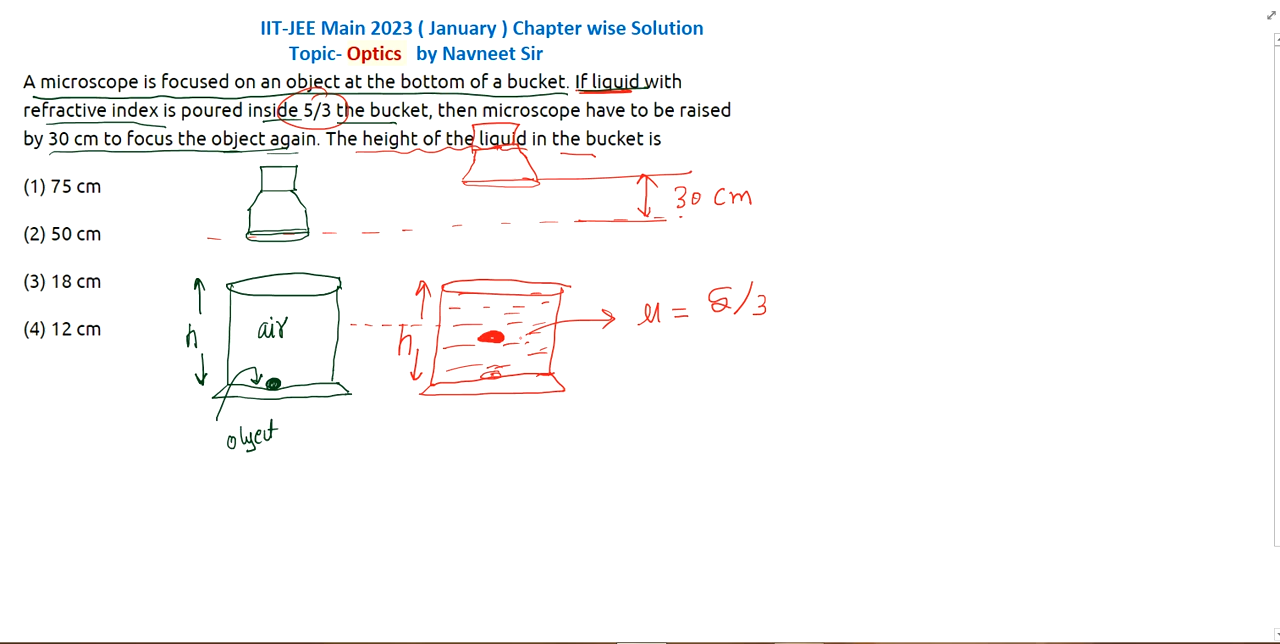 IIT-JEE Main 2023 ( January ) Chapter wise Solution
Topic- Optics by Navneet Sir
A microscope is focused on an object at the bottom of a bucket. If liquid with
refractive index is poured inside 5/3 the bucket, then microscope have to be raised
by 30 cm to focus the object again. The height of the liquid in the bucket is
(1) 75 cm
(2) 50 cm
(3) 18 cm
(4) 12 cm
30 cm
h
air
h
μ = 5/3
object